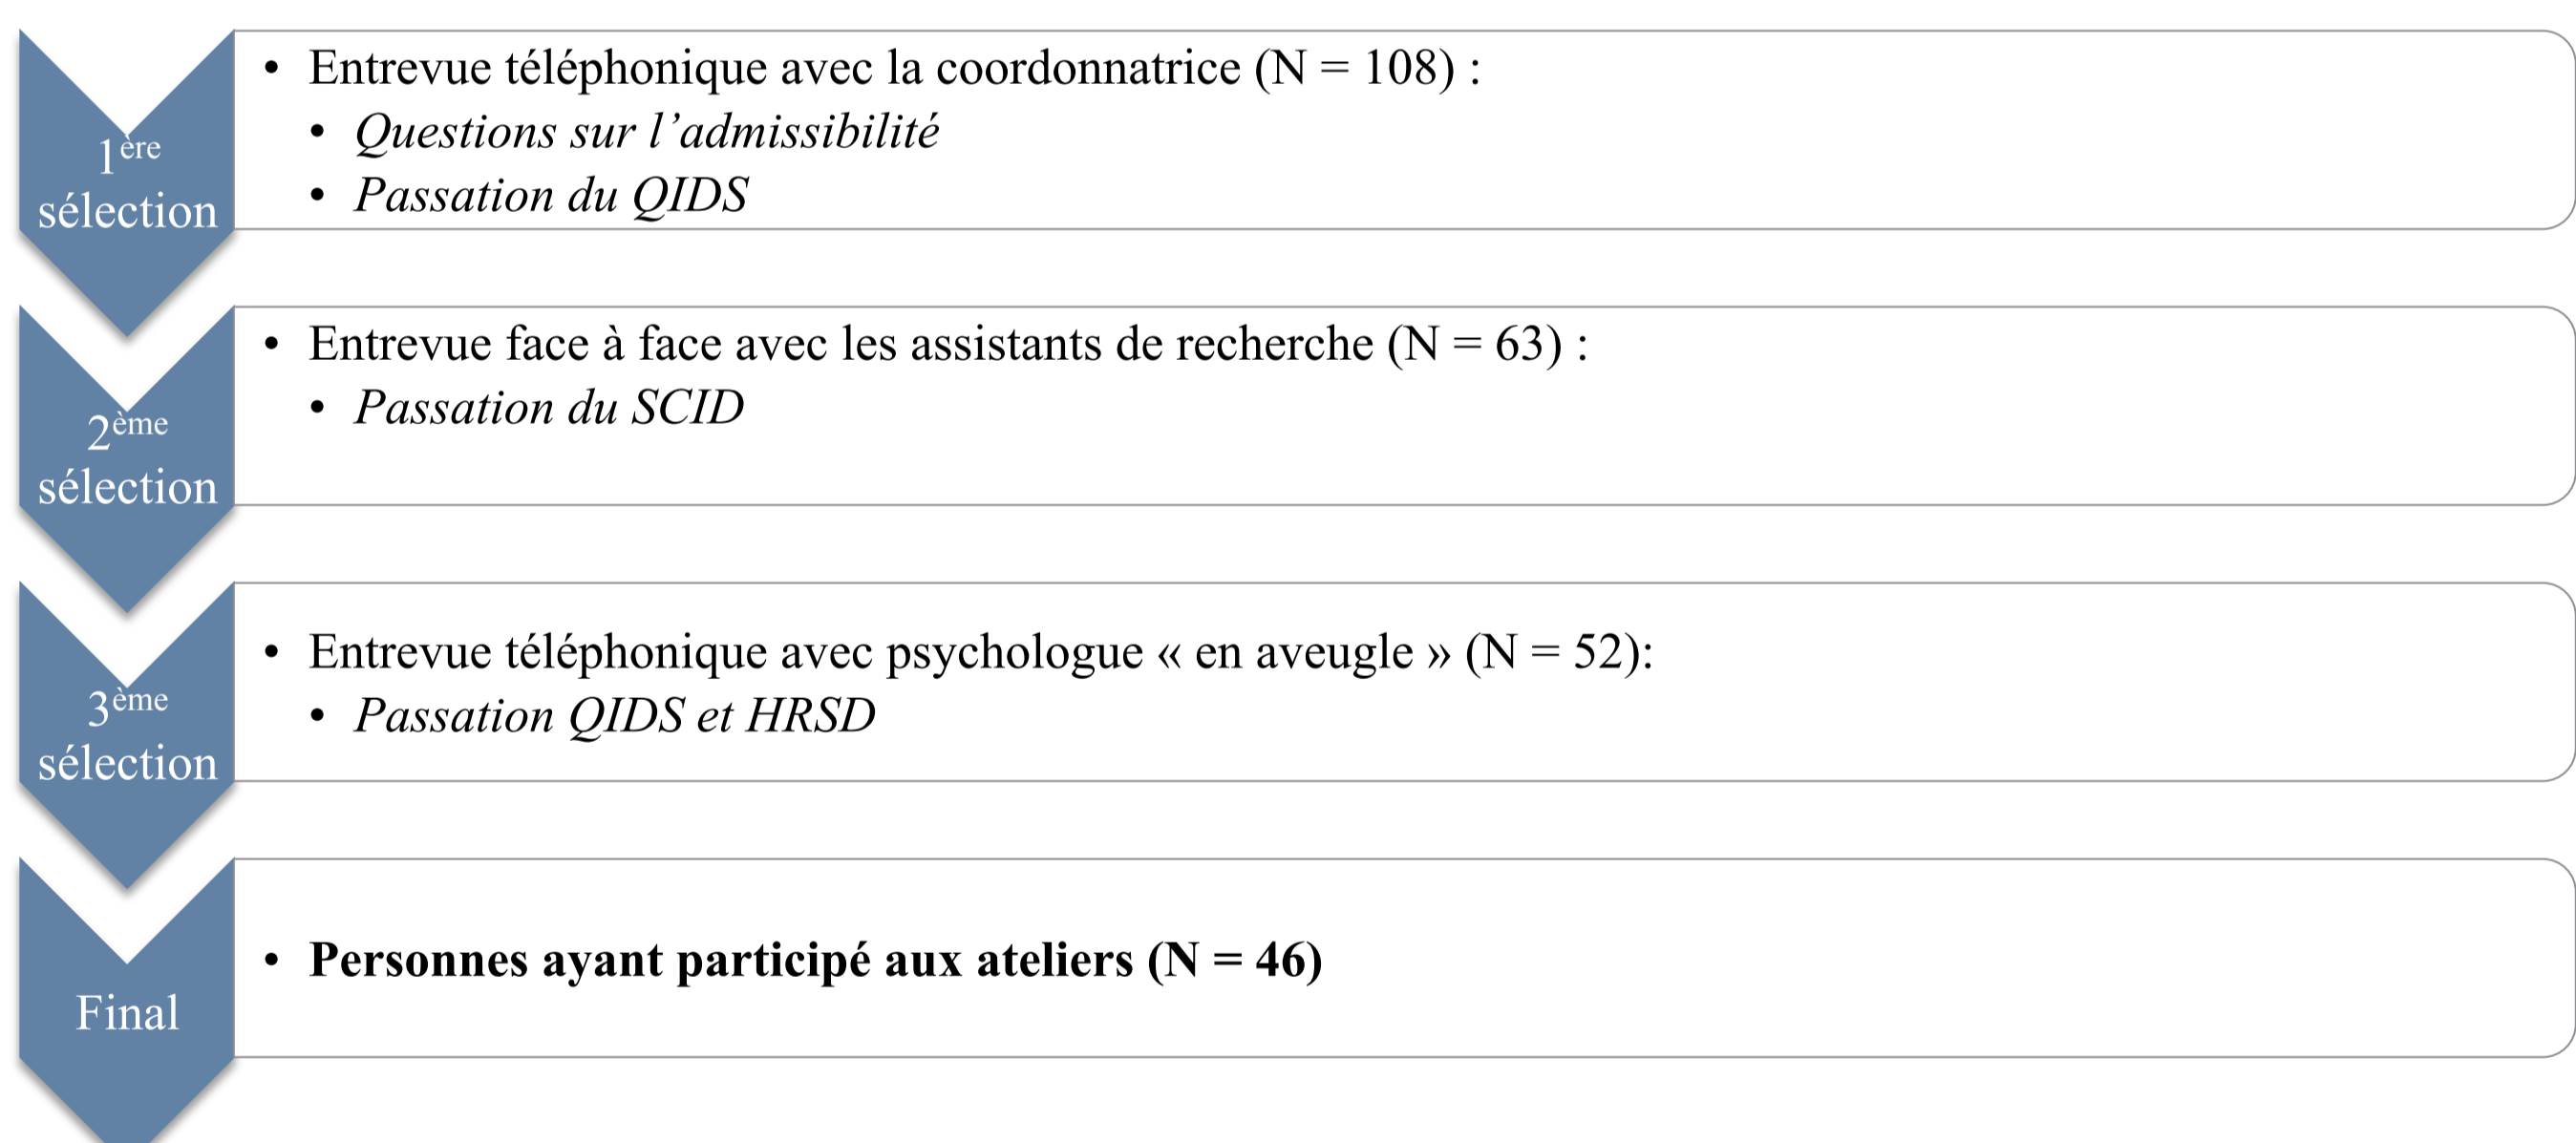 1ère
sélection
• Entrevue téléphonique avec la coordonnatrice (N = 108) :
• Questions sur l’admissibilité
• Passation du QIDS
2ème
sélection
• Entrevue face à face avec les assistants de recherche (N = 63) :
• Passation du SCID
3ème
sélection
• Entrevue téléphonique avec psychologue « en aveugle » (N = 52):
• Passation QIDS et HRSD
Final
• Personnes ayant participé aux ateliers (N = 46)